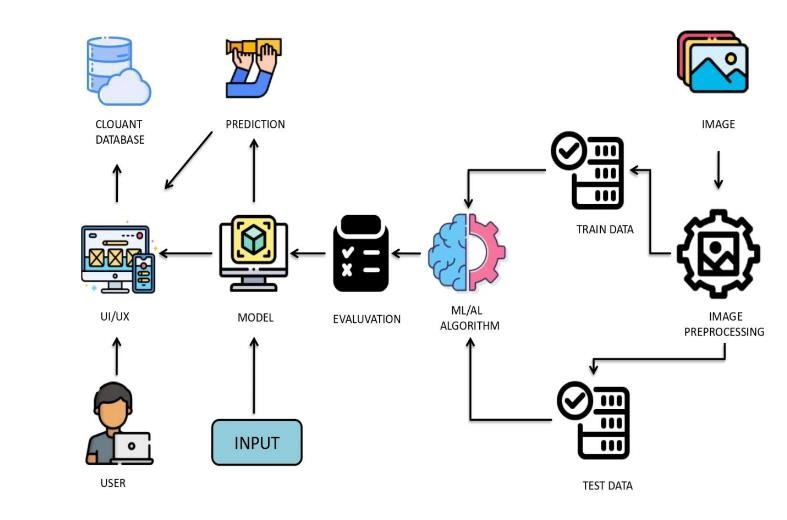 CLOUANT
DATABASE
PREDICTION
IMAGE
TRAIN DATA
UI/UX
MODEL
EVALUVATION
ML/AL
ALGORITHM
IMAGE
PREPROCESSING
INPUT
USER
TEST DATA